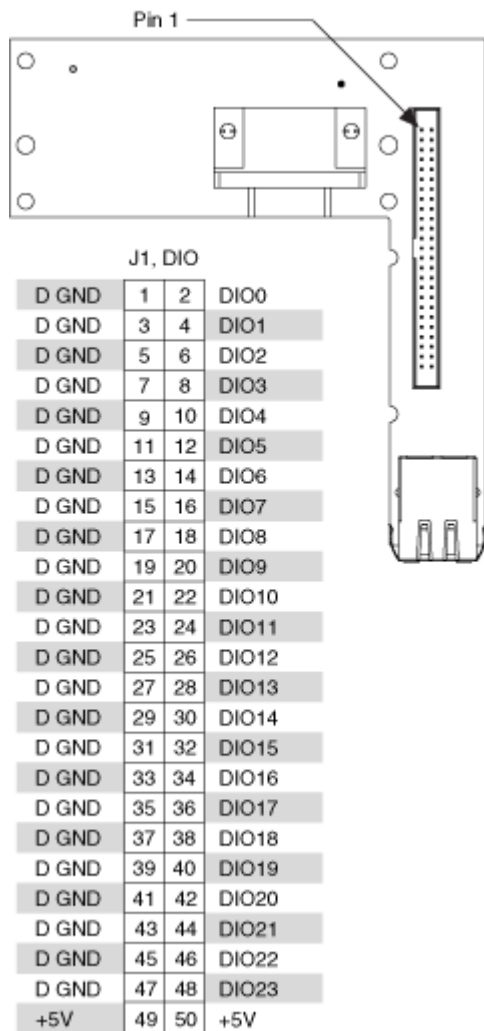 Pin 1
J1, DIO
D GND 1 2 DIO0
D GND 3 4 DIO1
D GND 5 6 DIO2
D GND 7 8 DIO3
D GND 9 10 DIO4
D GND 11 12 DIO5
D GND 13 14 DIO6
D GND 15 16 DIO7
D GND 17 18 DIO8
D GND 19 20 DIO9
D GND 21 22 DIO10
D GND 23 24 DIO11
D GND 25 26 DIO12
D GND 27 28 DIO13
D GND 29 30 DIO14
D GND 31 32 DIO15
D GND 33 34 DIO16
D GND 35 36 DIO17
D GND 37 38 DIO18
D GND 39 40 DIO19
D GND 41 42 DIO20
D GND 43 44 DIO21
D GND 45 46 DIO22
D GND 47 48 DIO23
+5V 49 50 +5V